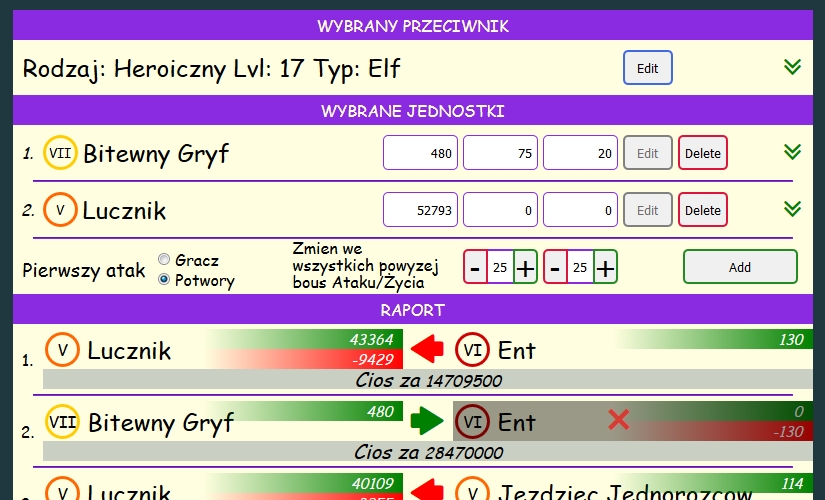 WYBRANY PRZECIWNIK
Rodzaj: Heroiczny Lvl: 17 Typ: Elf Edit
WYBRANE JEDNOSTKI
1. VII Bitewny Gryf 480 75 20 Edit Delete
2. V Lucznik 52793 0 0 Edit Delete
Pierwszy atak Gracz Potwory
Zmien we
wszystkich powyzej
bous Ataku/Życia
- 25 + - 25 + Add
RAPORT
1. V Lucznik 43364 -9429 VI Ent 130
Cios za 14709500
2. VII Bitewny Gryf 480 VI Ent 0 -130
Cios za 28470000
V Lucznik 40109 V Jezdziec Jednorozcow 114